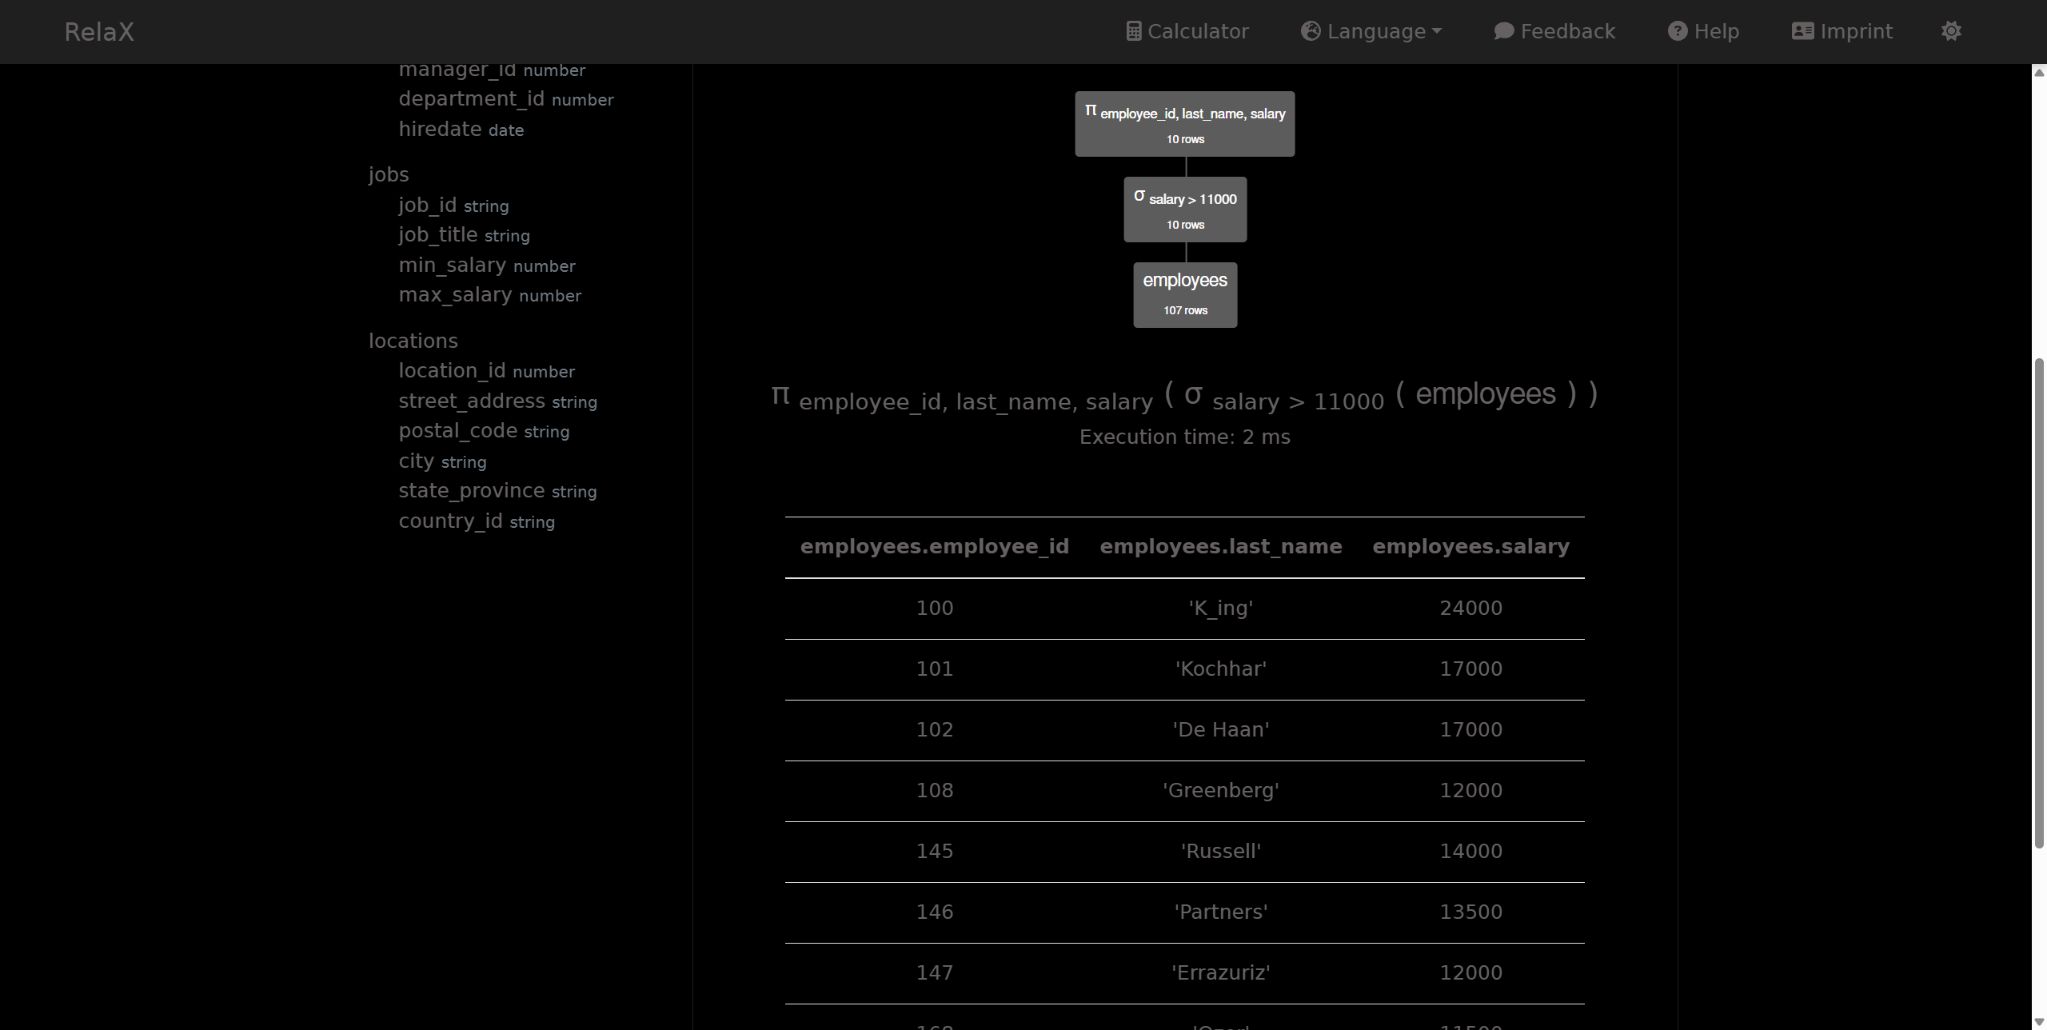 RelaX
Calculator
Language
Feedback
Help
Imprint
manager_id number
department_id number
hiredate date
jobs
job_id string
job_title string
min_salary number
max_salary number
locations
location_id number
street_address string
postal_code string
city string
state_province string
country_id string
π employee_id, last_name, salary
10 rows
σ salary > 11000
10 rows
employees
107 rows
π employee_id, last_name, salary ( σ salary > 11000 ( employees ) )
Execution time: 2 ms
employees.employee_id employees.last_name employees.salary
100 'K_ing' 24000
101 'Kochhar' 17000
102 'De Haan' 17000
108 'Greenberg' 12000
145 'Russell' 14000
146 'Partners' 13500
147 'Errazuriz' 12000
168 'Ozer' 11500